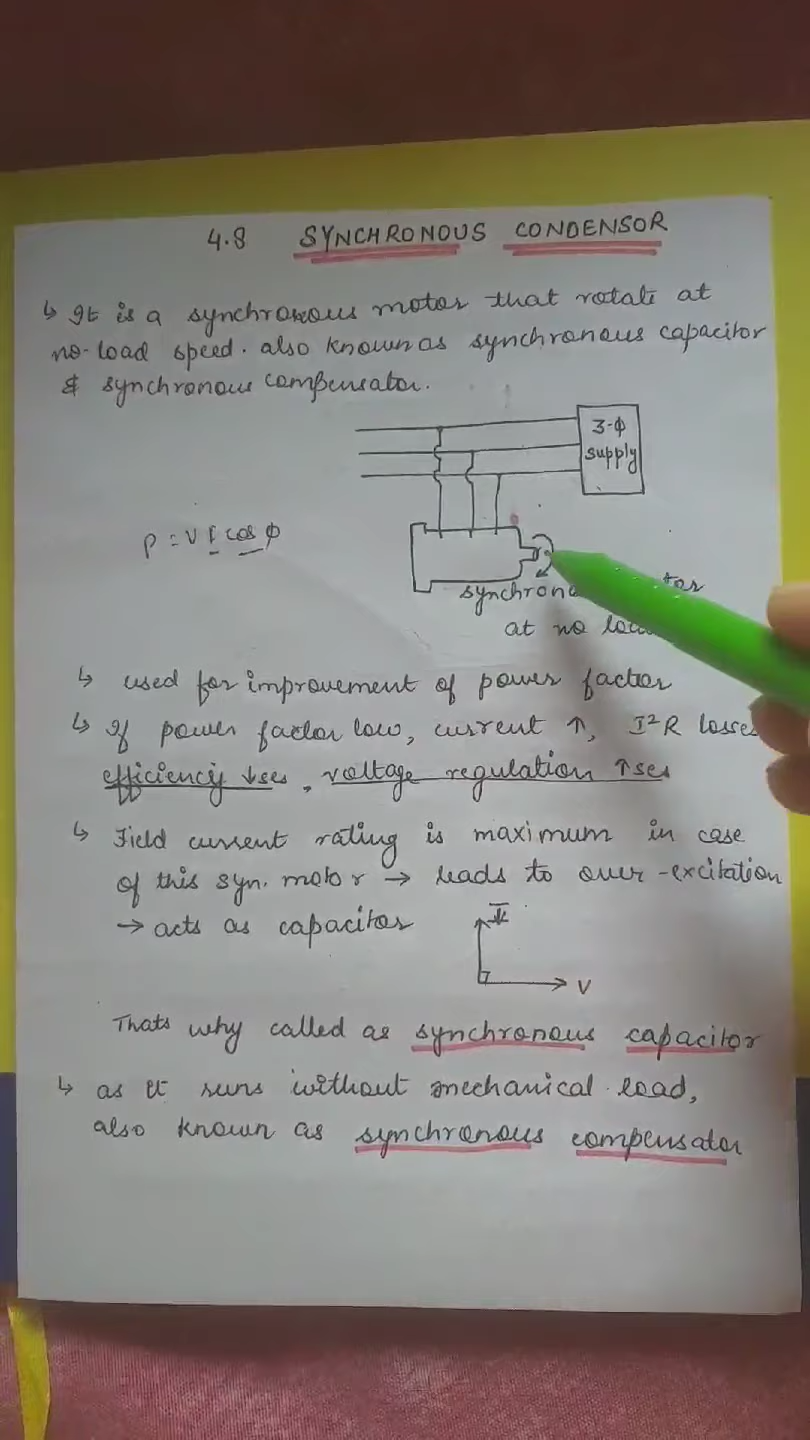 4.8 SYNCHRONOUS CONDENSOR
↳ It is a synchronous motor that rotate at
no-load speed. also known as synchronous capacitor
& synchronous compensator.
3-φ
supply
P = V I cos φ
at no
↳ used for improvement of power factor
↳ If power factor low, current ↑, I²R losses
efficiency ↓ses, voltage regulation ↑ses
↳ Field current rating is maximum in case
of this syn. motor → leads to over-excitation
→ acts as capacitor
V
Thats why called as synchronous capacitor
↳ as it runs without mechanical load,
also known as synchronous compensator